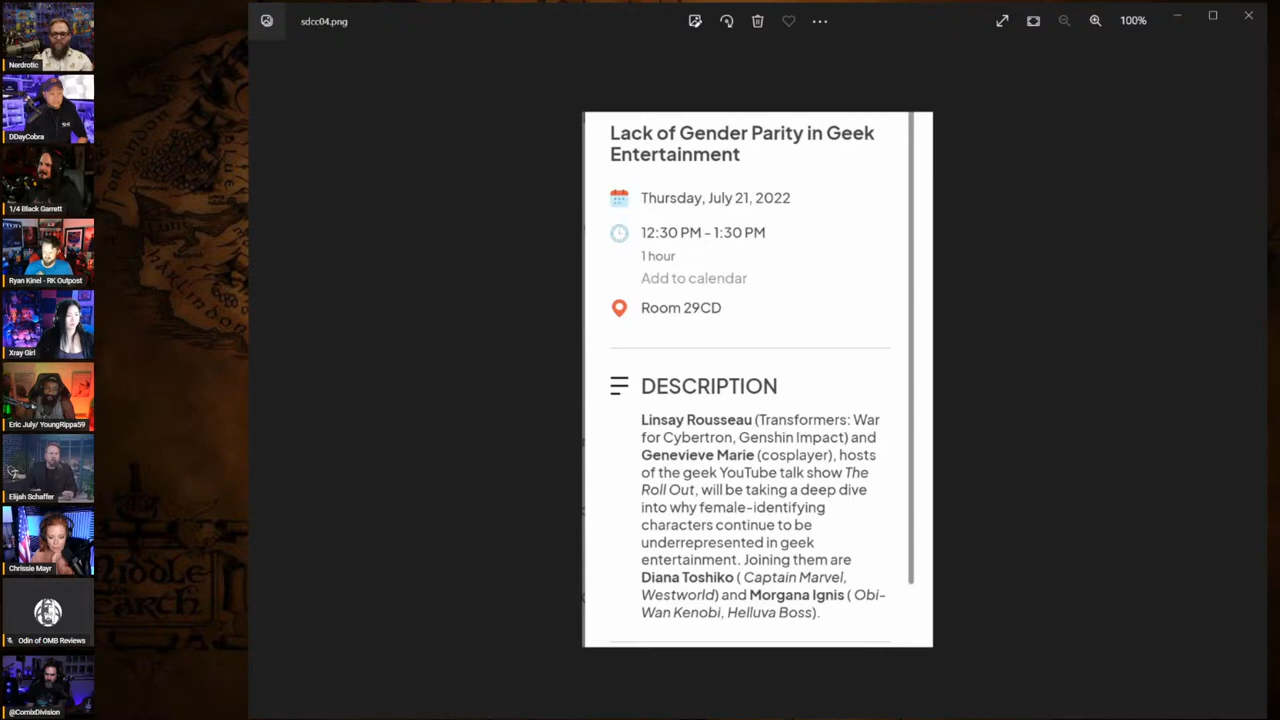 sdcc04.png
100%
Nerdrotic
DDayCobra
1/4 Black Garrett
Ryan Kinel - RK Outpost
Xray Girl
Eric July/ YoungRippa59
Elijah Schaffer
Chrissie Mayr
Odin of OMB Reviews
@ComixDivision
Lack of Gender Parity in Geek
Entertainment
Thursday, July 21, 2022
12:30 PM - 1:30 PM
1 hour
Add to calendar
Room 29CD
DESCRIPTION
Linsay Rousseau (Transformers: War
for Cybertron, Genshin Impact) and
Genevieve Marie (cosplayer), hosts
of the geek YouTube talk show The
Roll Out, will be taking a deep dive
into why female-identifying
characters continue to be
underrepresented in geek
entertainment. Joining them are
Diana Toshiko ( Captain Marvel,
Westworld) and Morgana Ignis ( Obi-
Wan Kenobi, Helluva Boss).